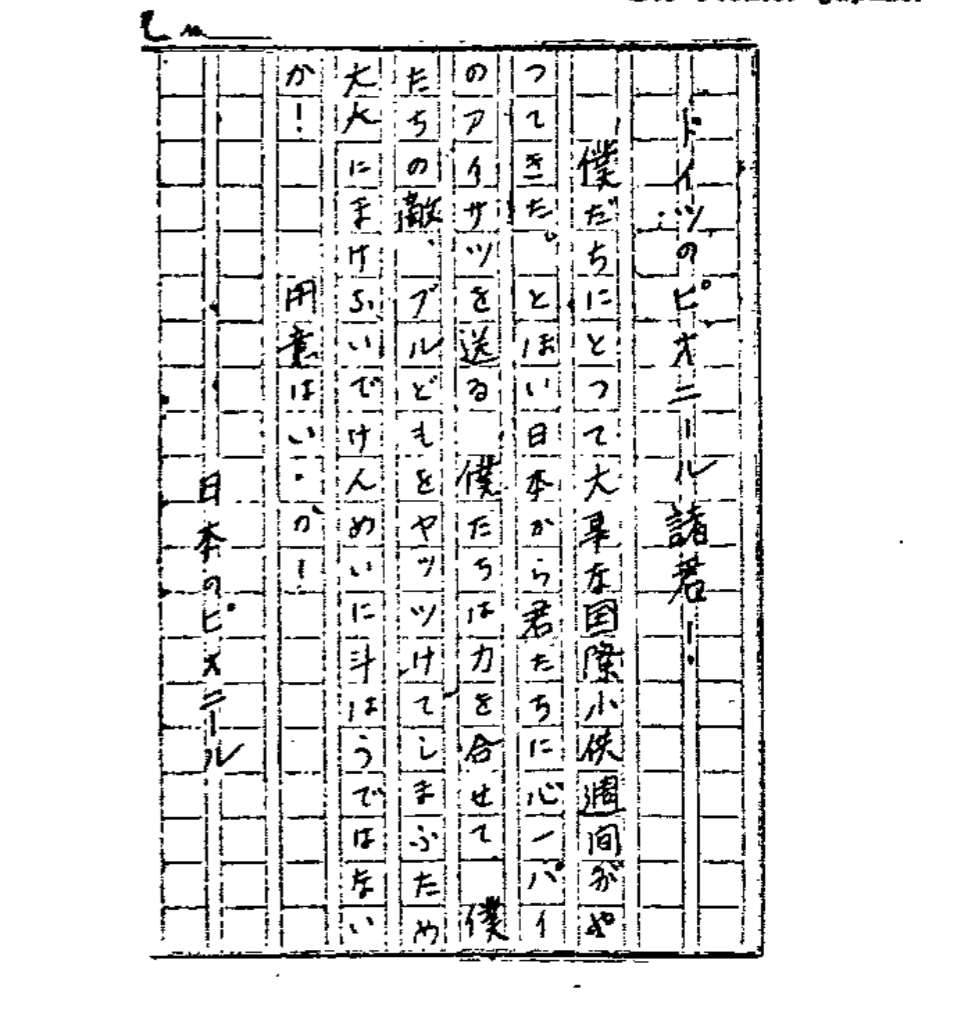 ドイツのピオニール諸君!
僕だちにとつて大事な国際小供週間がや
つてきた。とほい日本から君たちに心一パイ
のアイサツを送る 僕たちは力を合せて 僕
たちの敵、ブルどもをヤッツけてしまふため
大人にまけないでけんめいに斗はうではない
か! 用意はいゝか!
日本のピオニール